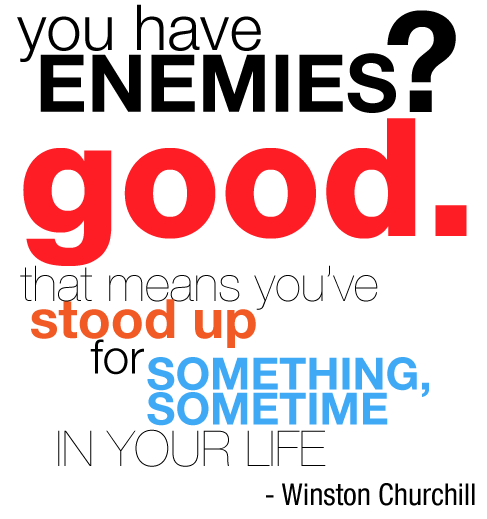 you have
ENEMIES?
good.
that means you've
stood up
for SOMETHING,
SOMETIME
IN YOUR LIFE
- Winston Churchill